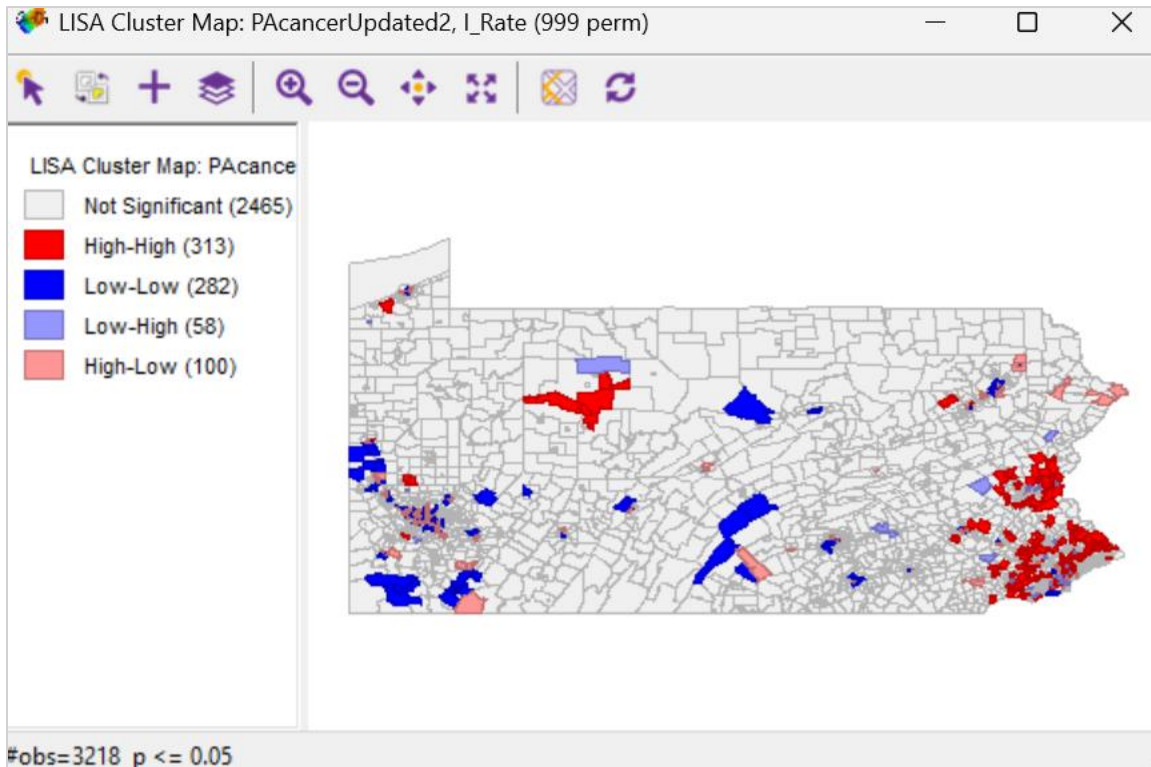 LISA Cluster Map: PAcancerUpdated2, I_Rate (999 perm)
LISA Cluster Map: PAcance
Not Significant (2465)
High-High (313)
Low-Low (282)
Low-High (58)
High-Low (100)
#obs=3218 p <= 0.05